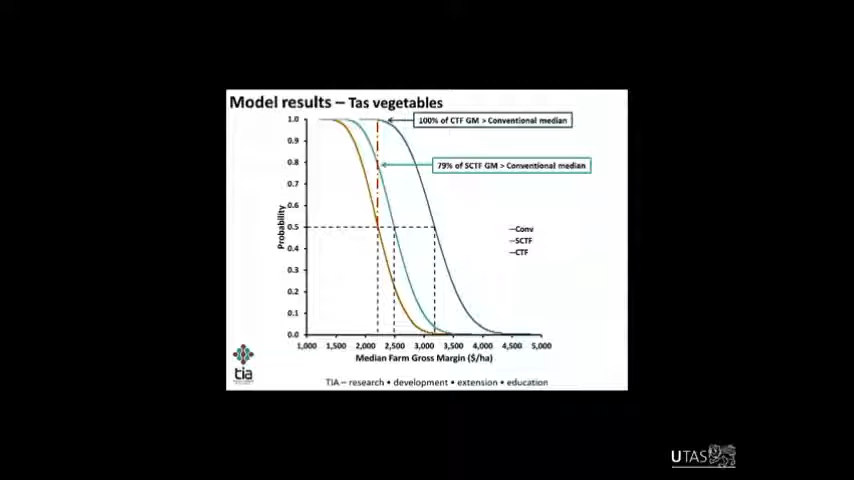 Model results – Tas vegetables
100% of CTF GM > Conventional median
79% of SCTF GM > Conventional median
Probability
1.0
0.9
0.8
0.7
0.6
0.5
0.4
0.3
0.2
0.1
0.0
Conv
SCTF
CTF
1,000 1,500 2,000 2,500 3,000 3,500 4,000 4,500 5,000
Median Farm Gross Margin ($/ha)
tia
TIA – research • development • extension • education
UTAS